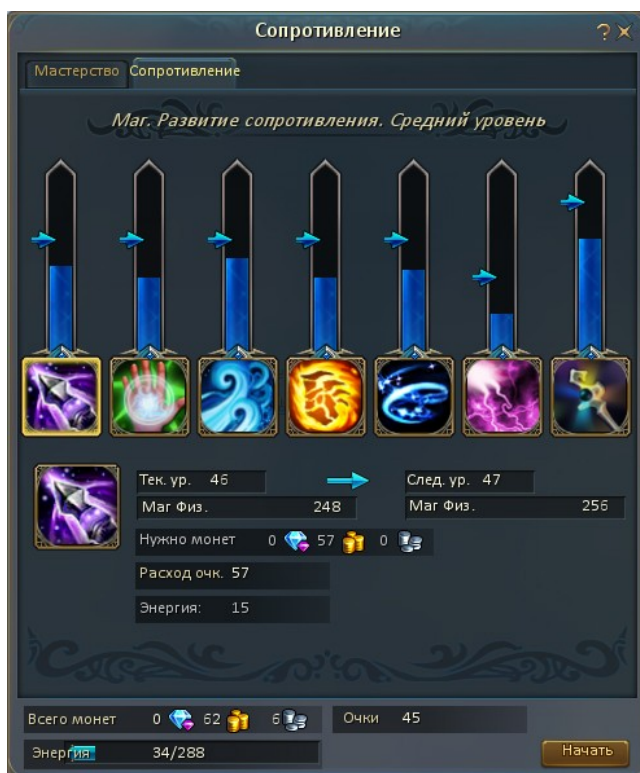 Сопротивление ? ×
Мастерство Сопротивление
Маг. Развитие сопротивления. Средний уровень
Тек. ур. 46 След. ур. 47
Маг Физ. 248 Маг Физ. 256
Нужно монет 0 57 0
Расход очк. 57
Энергия: 15
Всего монет 0 62 6 Очки 45
Энергия 34/288 Начать